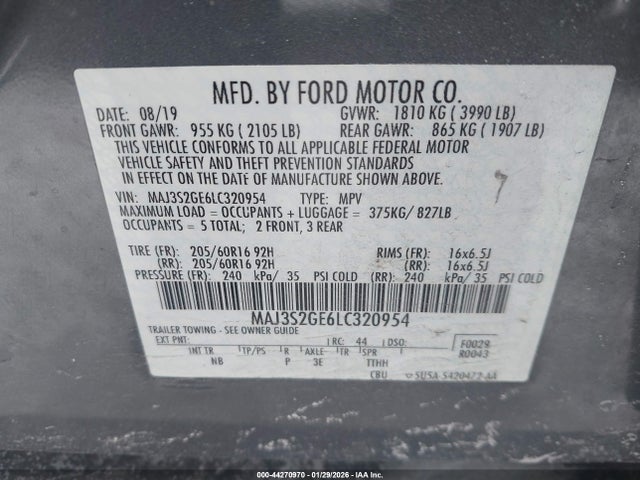 MFD. BY FORD MOTOR CO.
DATE: 08/19 GVWR: 1810 KG ( 3990 LB)
FRONT GAWR: 955 KG ( 2105 LB) REAR GAWR: 865 KG ( 1907 LB)
THIS VEHICLE CONFORMS TO ALL APPLICABLE FEDERAL MOTOR
VEHICLE SAFETY AND THEFT PREVENTION STANDARDS
IN EFFECT ON THE DATE OF MANUFACTURE SHOWN ABOVE.
VIN: MAJ3S2GE6LC320954 TYPE: MPV
MAXIMUM LOAD = OCCUPANTS + LUGGAGE = 375KG/ 827LB
OCCUPANTS = 5 TOTAL; 2 FRONT, 3 REAR
TIRE (FR): 205/60R16 92H RIMS (FR): 16x6.5J
(RR): 205/60R16 92H (RR): 16x6.5J
PRESSURE (FR): 240 kPa/ 35 PSI COLD (RR): 240 kPa/ 35 PSI COLD
MAJ3S2GE6LC320954
TRAILER TOWING - SEE OWNER GUIDE
EXT PNT: RC: 44 DSO: F0029
INT TR TP/PS R AXLE TR SPR R0043
NB P 3E TTHH
CBU SU5A-5420472-AA
000-44270970 - 01/29/2026 - IAA Inc.